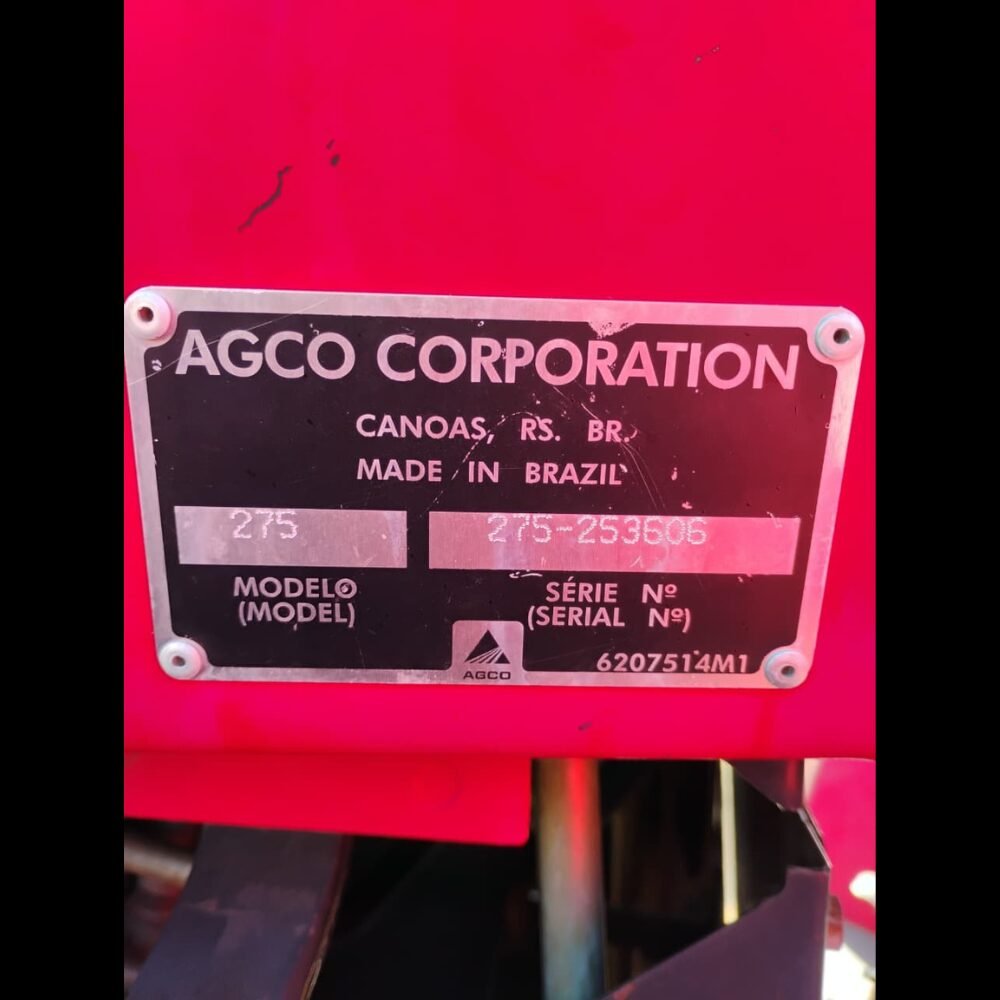 AGCO CORPORATION
CANOAS, RS. BR.
MADE IN BRAZIL
275 275-253606
MODELO SÉRIE Nº
(MODEL) (SERIAL Nº)
AGCO 6207514M1